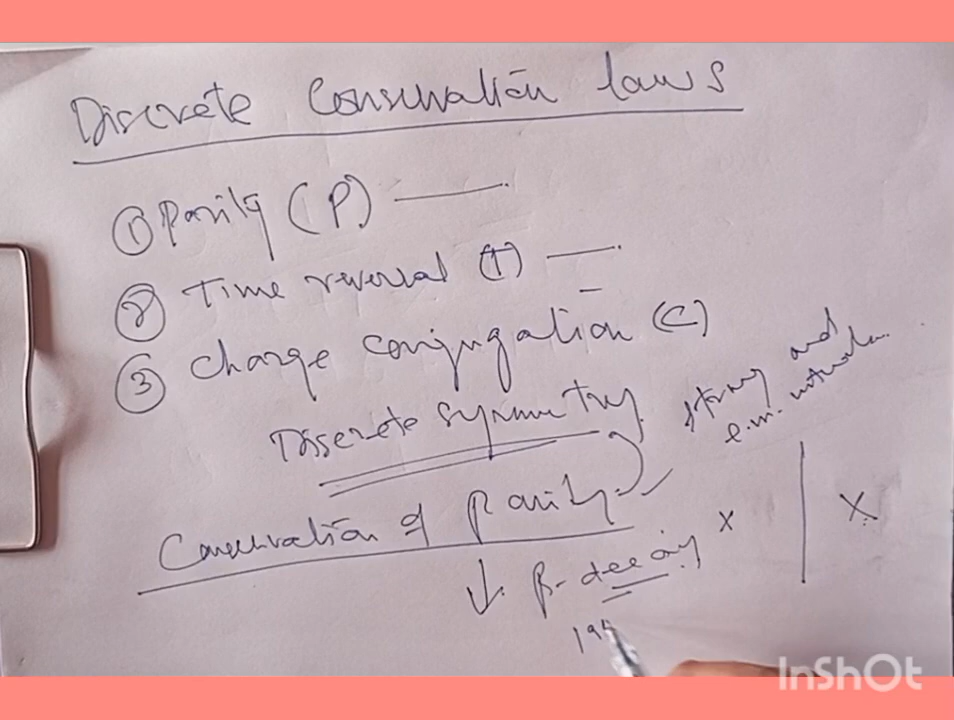 Discrete Conservation laws
① Parity (P)
② Time reversal (T)
③ Charge conjugation (C)
Discrete symmetry
strong and
e.m. 
Conservation of Parity
↓ β-decay x | X
195
InShOt